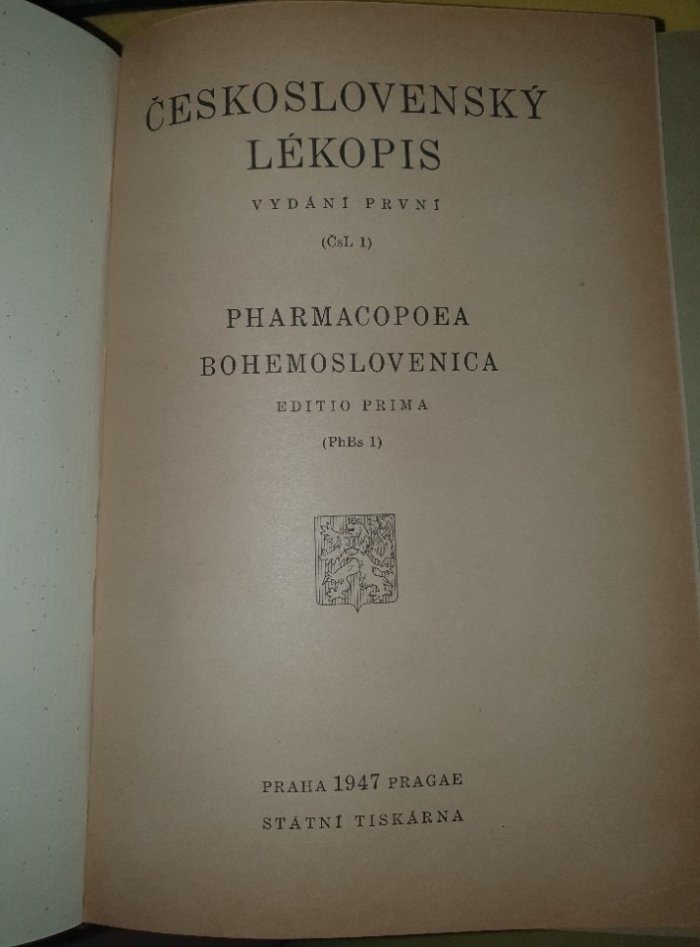 ČESKOSLOVENSKÝ
LÉKOPIS
VYDÁNÍ PRVNÍ
(ČsL 1)
PHARMACOPOEA
BOHEMOSLOVENICA
EDITIO PRIMA
(PhBs 1)
PRAHA 1947 PRAGAE
STÁTNÍ TISKÁRNA